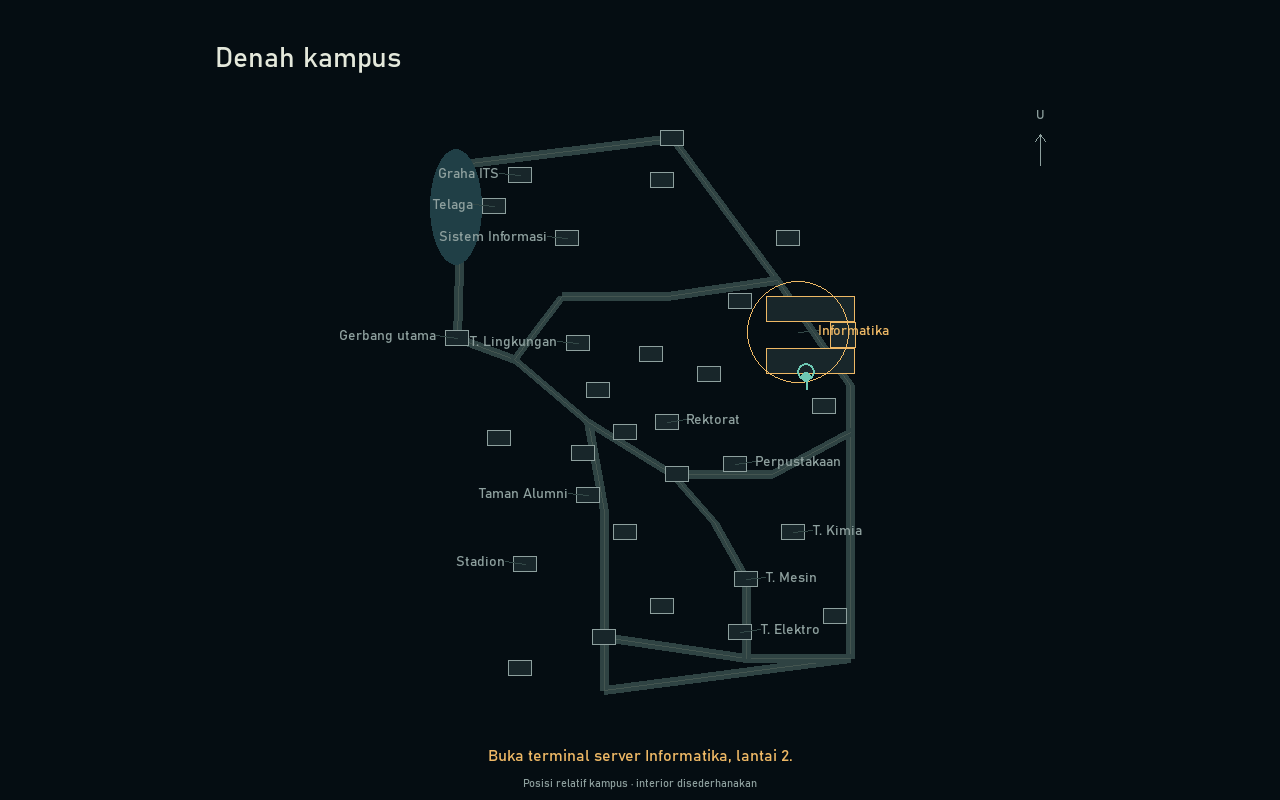 Denah kampus
U
Graha ITS
Telaga
Sistem Informasi
Informatika
Gerbang utama
T. Lingkungan
Rektorat
Perpustakaan
Taman Alumni
T. Kimia
Stadion
T. Mesin
T. Elektro
Buka terminal server Informatika, lantai 2.
Posisi relatif kampus · interior disederhanakan